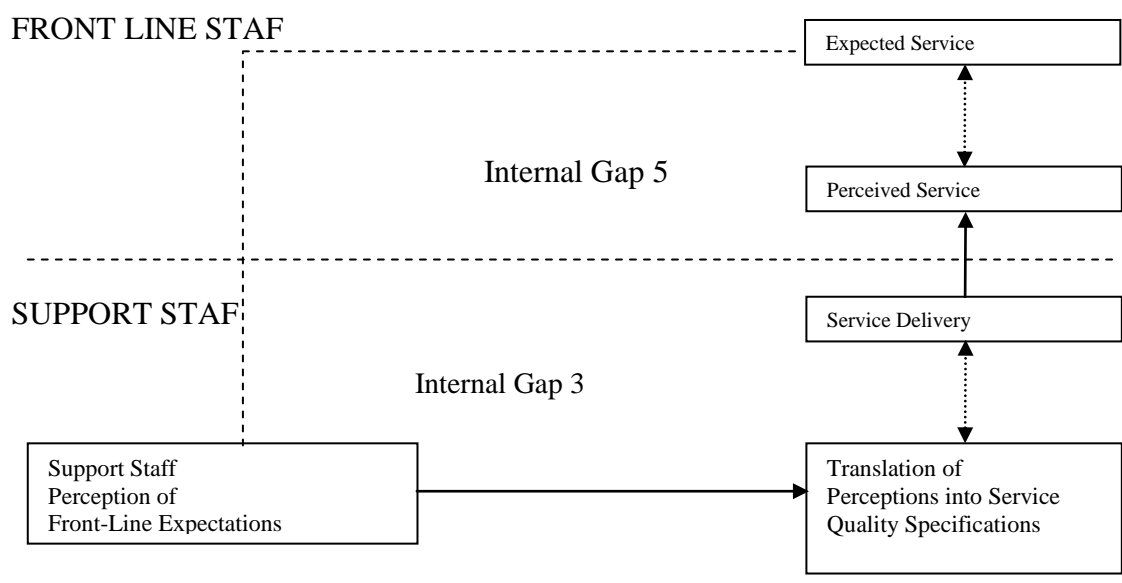 FRONT LINE STAF
Expected Service
Internal Gap 5
Perceived Service
SUPPORT STAF
Service Delivery
Internal Gap 3
Support Staff
Perception of
Front-Line Expectations
Translation of
Perceptions into Service
Quality Specifications